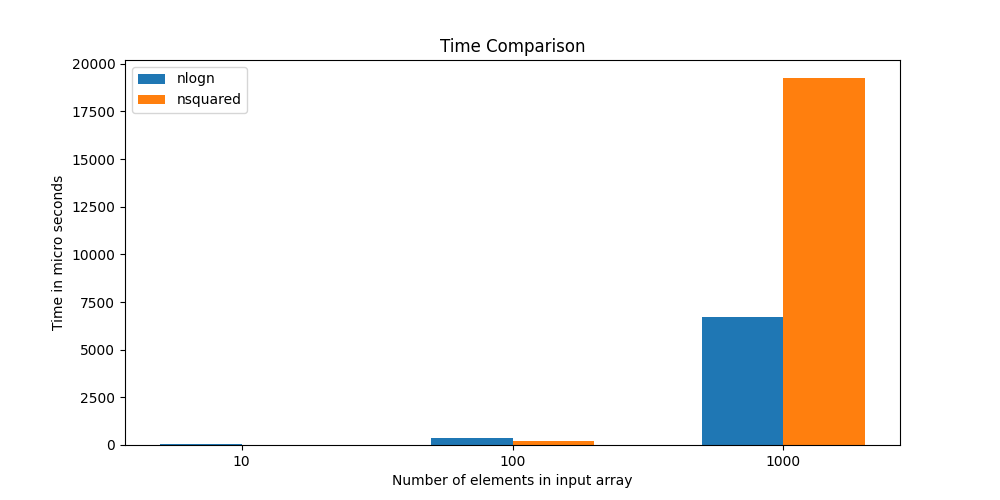 Time Comparison
nlogn
nsquared
20000
17500
15000
12500
10000
7500
5000
2500
0
Time in micro seconds
10
100
1000
Number of elements in input array